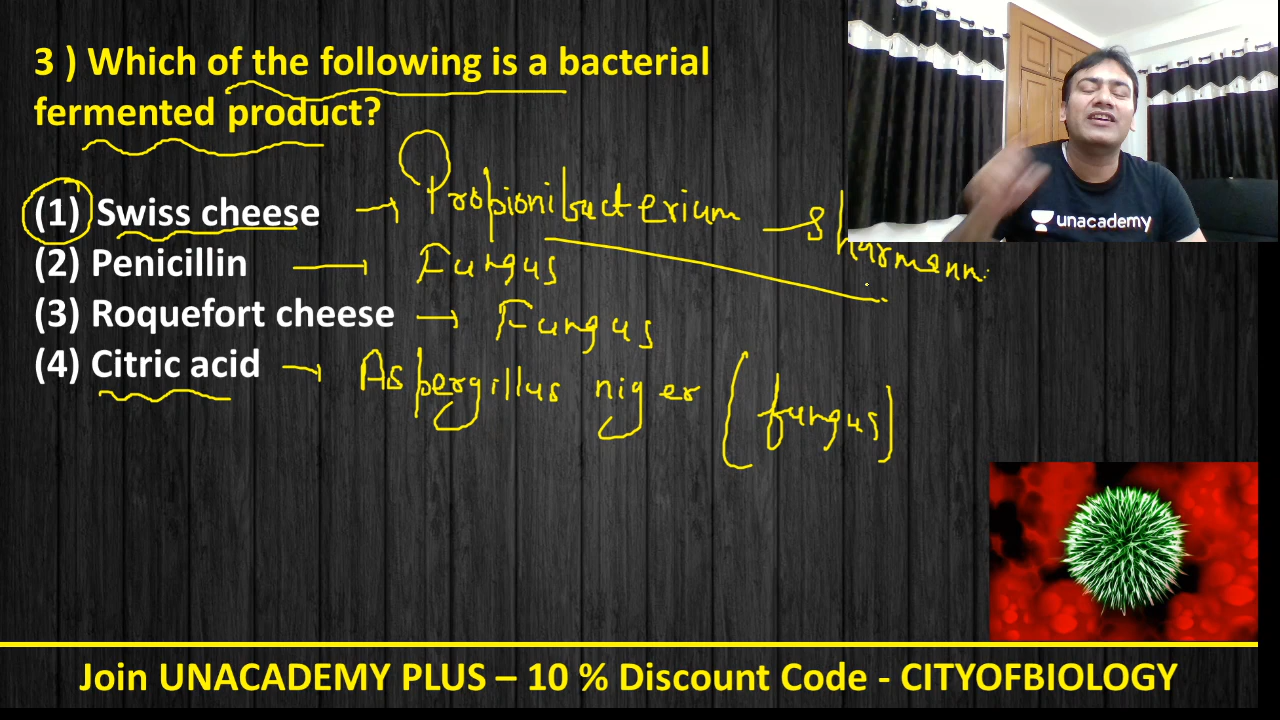 3 ) Which of the following is a bacterial
fermented product?
(1) Swiss cheese → Propionibacterium
(2) Penicillin → Fungus
(3) Roquefort cheese → Fungus
(4) Citric acid → Aspergillus niger (fungus)
unacademy
Join UNACADEMY PLUS – 10 % Discount Code - CITYOFBIOLOGY